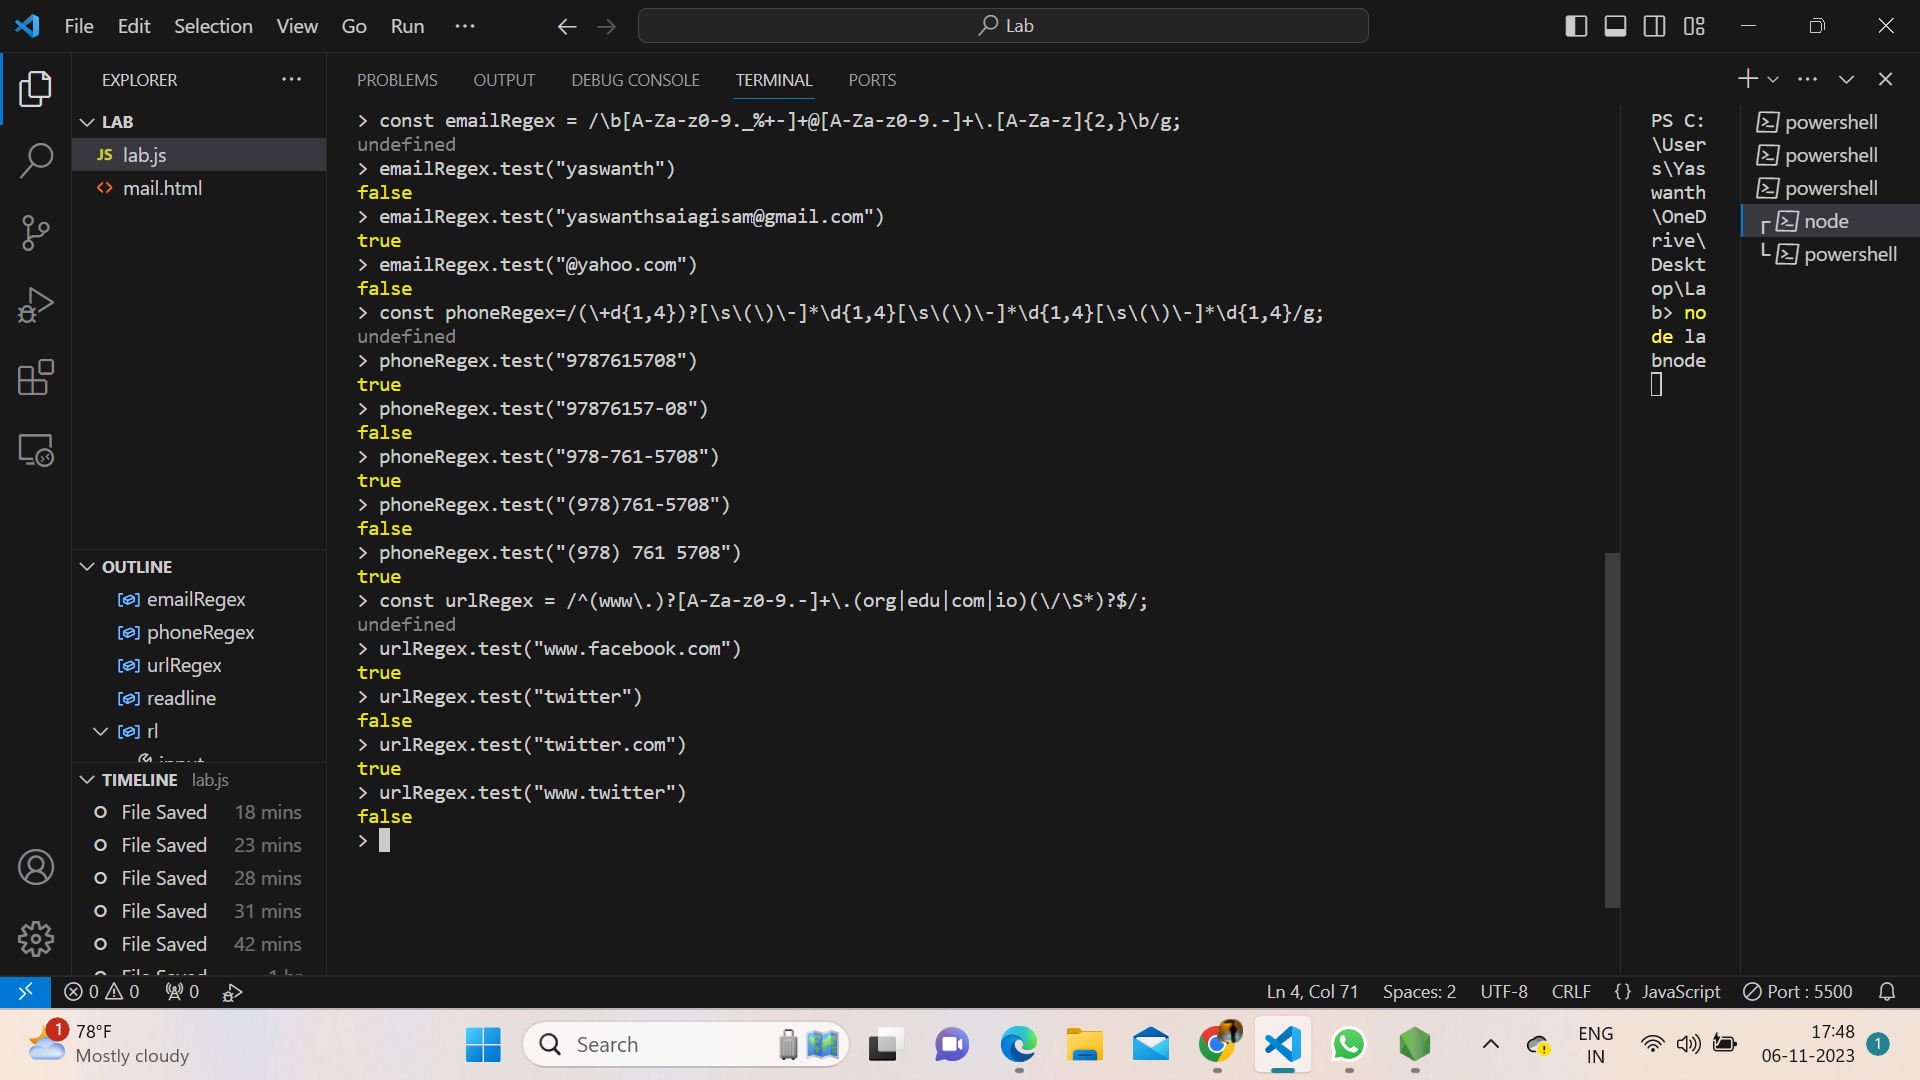 File Edit Selection View Go Run ···
Lab
EXPLORER ···
LAB
JS lab.js
<> mail.html
OUTLINE
emailRegex
phoneRegex
urlRegex
readline
rl
TIMELINE lab.js
File Saved 18 mins
File Saved 23 mins
File Saved 28 mins
File Saved 31 mins
File Saved 42 mins
PROBLEMS OUTPUT DEBUG CONSOLE TERMINAL PORTS
> const emailRegex = /\b[A-Za-z0-9._%+-]+@[A-Za-z0-9.-]+\.[A-Za-z]{2,}\b/g;
undefined
> emailRegex.test("yaswanth")
false
> emailRegex.test("yaswanthsaiagisam@gmail.com")
true
> emailRegex.test("@yahoo.com")
false
> const phoneRegex=/(\+d{1,4})?[\s\(\)\-]*\d{1,4}[\s\(\)\-]*\d{1,4}[\s\(\)\-]*\d{1,4}/g;
undefined
> phoneRegex.test("9787615708")
true
> phoneRegex.test("97876157-08")
false
> phoneRegex.test("978-761-5708")
true
> phoneRegex.test("(978)761-5708")
false
> phoneRegex.test("(978) 761 5708")
true
> const urlRegex = /^(www\.)?[A-Za-z0-9.-]+\.(org|edu|com|io)(\/\S*)?$/;
undefined
> urlRegex.test("www.facebook.com")
true
> urlRegex.test("twitter")
false
> urlRegex.test("twitter.com")
true
> urlRegex.test("www.twitter")
false
>
PS C:
\User
s\Yas
wanth
\OneD
rive\
Deskt
op\La
b> no
de la
bnode
powershell
powershell
powershell
node
powershell
0 0 0
Ln 4, Col 71 Spaces: 2 UTF-8 CRLF {} JavaScript Port : 5500
1 78°F
Mostly cloudy
Search
ENG
IN
17:48
06-11-2023
1